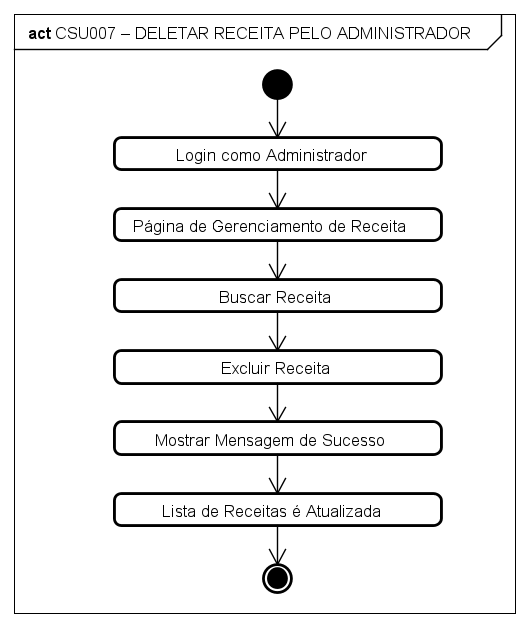 act CSU007 – DELETAR RECEITA PELO ADMINISTRADOR
Login como Administrador
Página de Gerenciamento de Receita
Buscar Receita
Excluir Receita
Mostrar Mensagem de Sucesso
Lista de Receitas é Atualizada